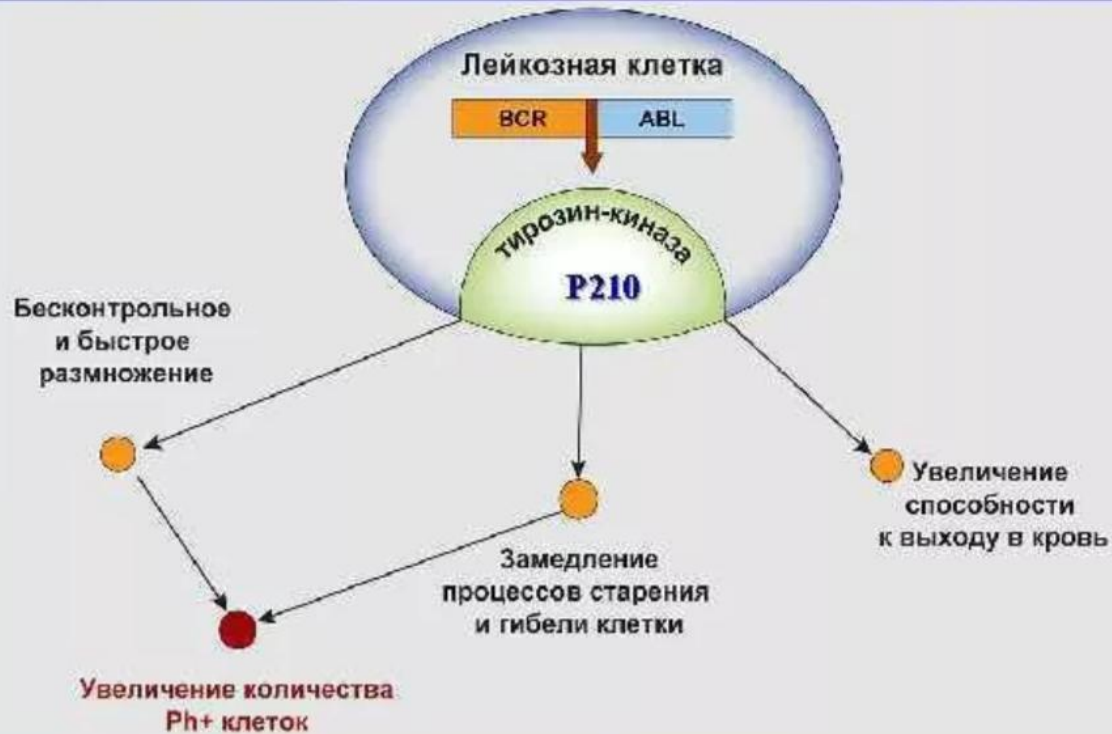 Лейкозная клетка
BCR
ABL
тирозин-киназа
P210
Бесконтрольное
и быстрое
размножение
Увеличение
способности
к выходу в кровь
Замедление
процессов старения
и гибели клетки
Увеличение количества
Ph+ клеток